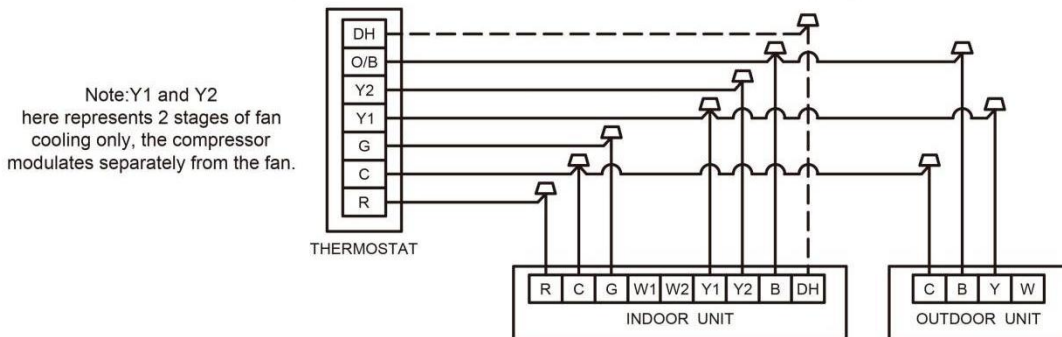 Note:Y1 and Y2
here represents 2 stages of fan
cooling only, the compressor
modulates separately from the fan.
DH
O/B
Y2
Y1
G
C
R
THERMOSTAT
R C G W1 W2 Y1 Y2 B DH
INDOOR UNIT
C B Y W
OUTDOOR UNIT